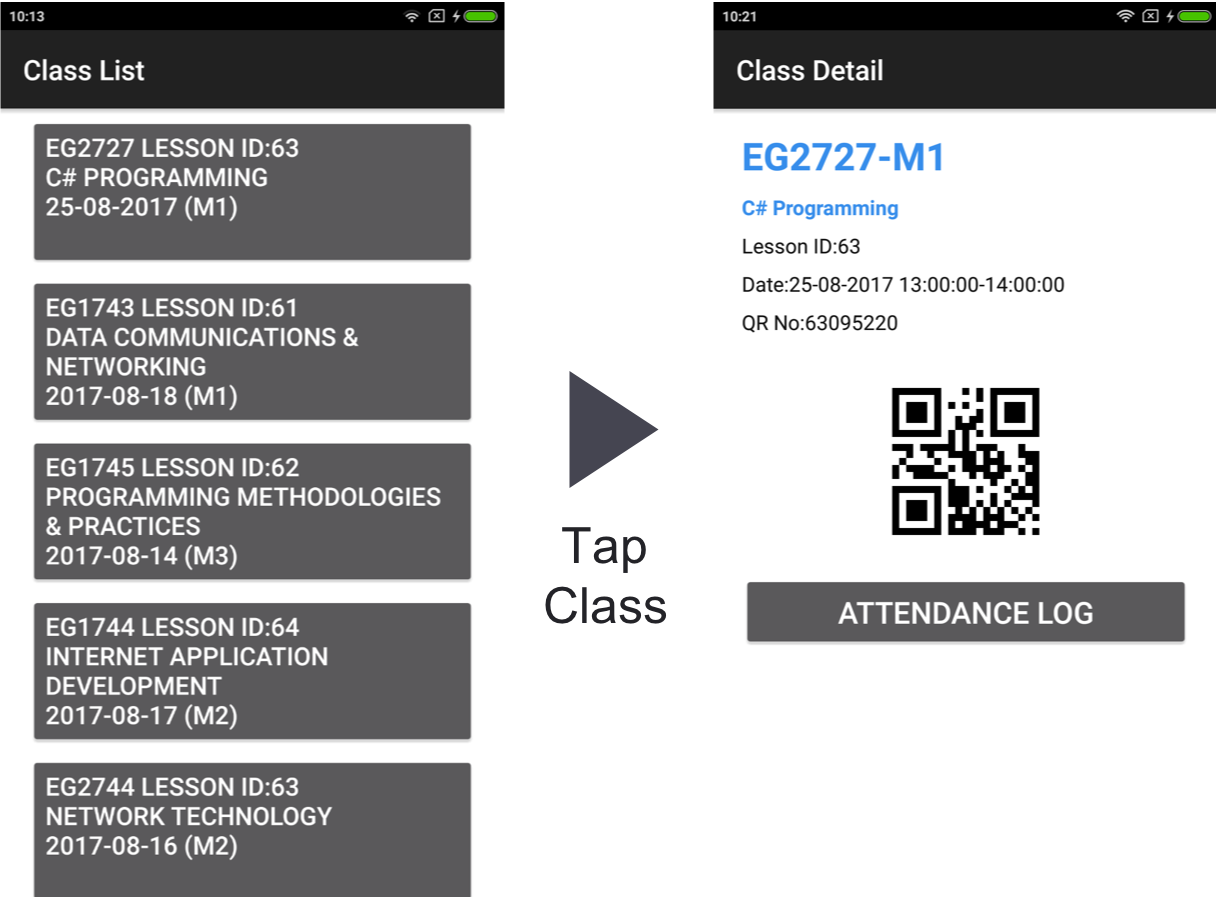 10:13
Class List
EG2727 LESSON ID:63
C# PROGRAMMING
25-08-2017 (M1)
EG1743 LESSON ID:61
DATA COMMUNICATIONS &
NETWORKING
2017-08-18 (M1)
EG1745 LESSON ID:62
PROGRAMMING METHODOLOGIES
& PRACTICES
2017-08-14 (M3)
EG1744 LESSON ID:64
INTERNET APPLICATION
DEVELOPMENT
2017-08-17 (M2)
EG2744 LESSON ID:63
NETWORK TECHNOLOGY
2017-08-16 (M2)
Tap
Class
10:21
Class Detail
EG2727-M1
C# Programming
Lesson ID:63
Date:25-08-2017 13:00:00-14:00:00
QR No:63095220
ATTENDANCE LOG